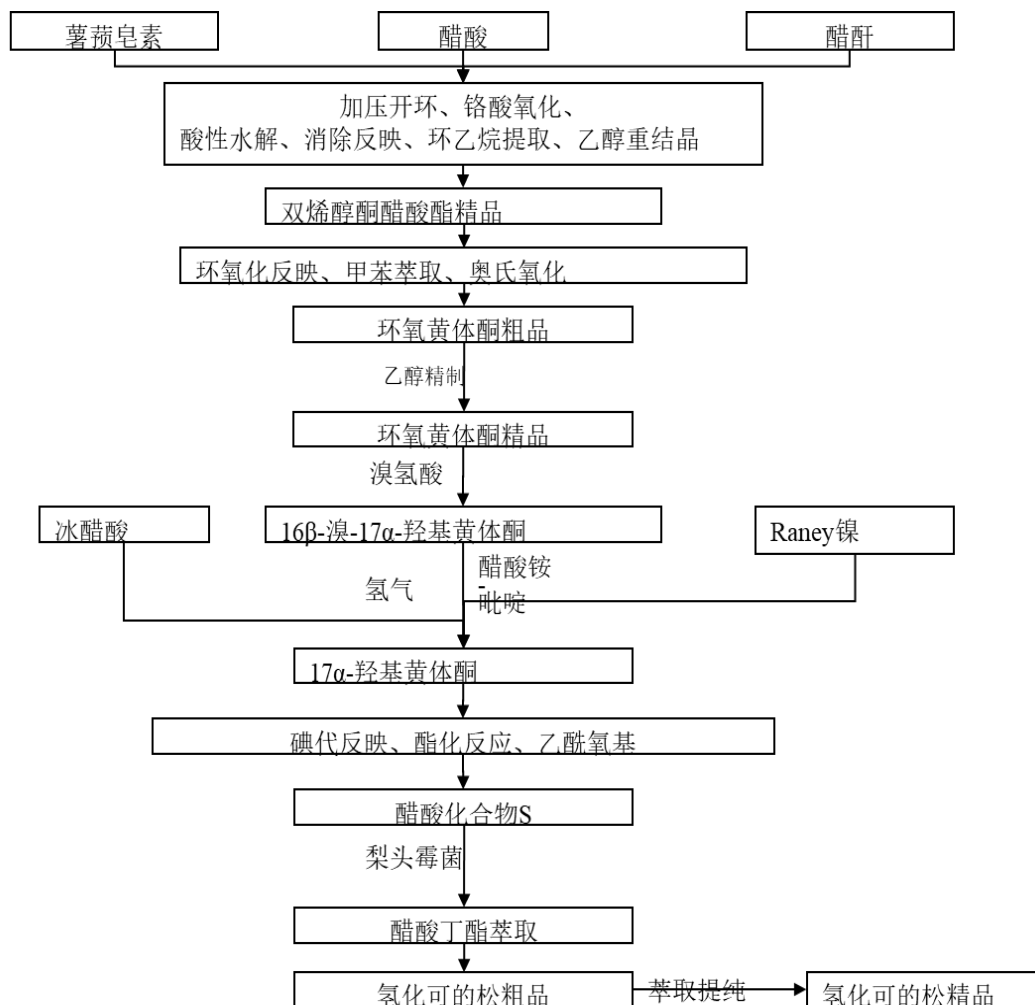 薯蓣皂素
醋酸
醋酐
加压开环、铬酸氧化、
酸性水解、消除反映、环乙烷提取、乙醇重结晶
双烯醇酮醋酸酯精品
环氧化反映、甲苯萃取、奥氏氧化
环氧黄体酮粗品
乙醇精制
环氧黄体酮精品
溴氢酸
冰醋酸
16β-溴-17α-羟基黄体酮
Raney镍
氢气
醋酸铵
-
吡啶
17α-羟基黄体酮
碘代反映、酯化反应、乙酰氧基
醋酸化合物S
梨头霉菌
醋酸丁酯萃取
氢化可的松粗品
萃取提纯
氢化可的松精品